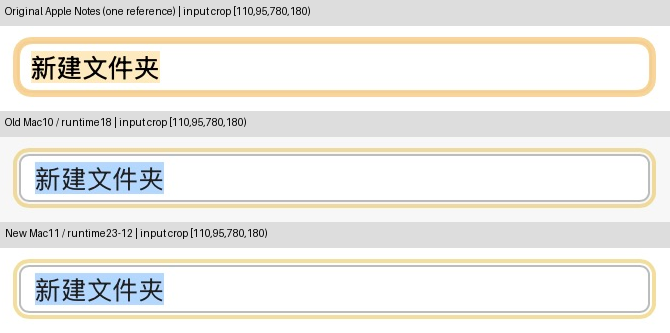 Original Apple Notes (one reference) | input crop [110,95,780,180]
新建文件夹
Old Mac10 / runtime18 | input crop [110,95,780,180]
新建文件夹
New Mac11 / runtime23-12 | input crop [110,95,780,180]
新建文件夹